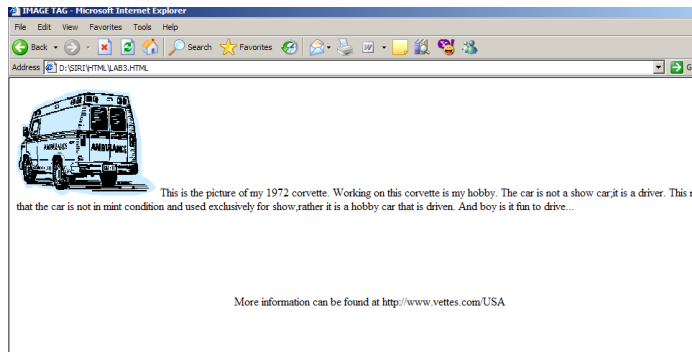 IMAGE TAG - Microsoft Internet Explorer
File Edit View Favorites Tools Help
Back Search Favorites
Address D:\SIRI\HTML\LAB3.HTML G
AMBULANCE AMBULANCE
This is the picture of my 1972 corvette. Working on this corvette is my hobby. The car is not a show car;it is a driver. This
that the car is not in mint condition and used exclusively for show,rather it is a hobby car that is driven. And boy is it fun to drive...
More information can be found at http://www.vettes.com/USA